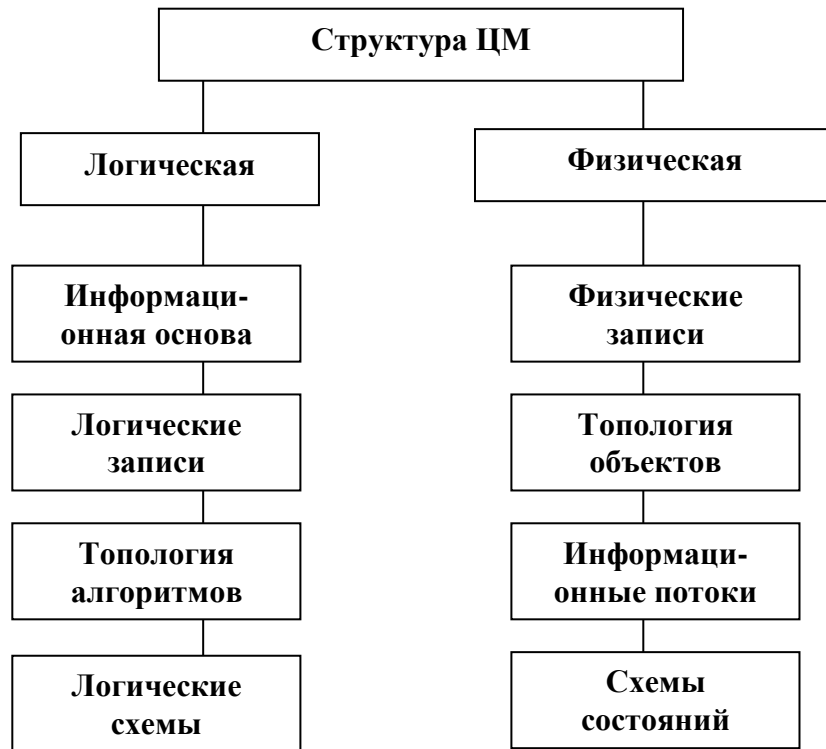 Структура ЦМ
Логическая
Физическая
Информаци-
онная основа
Физические
записи
Логические
записи
Топология
объектов
Топология
алгоритмов
Информаци-
онные потоки
Логические
схемы
Схемы
состояний